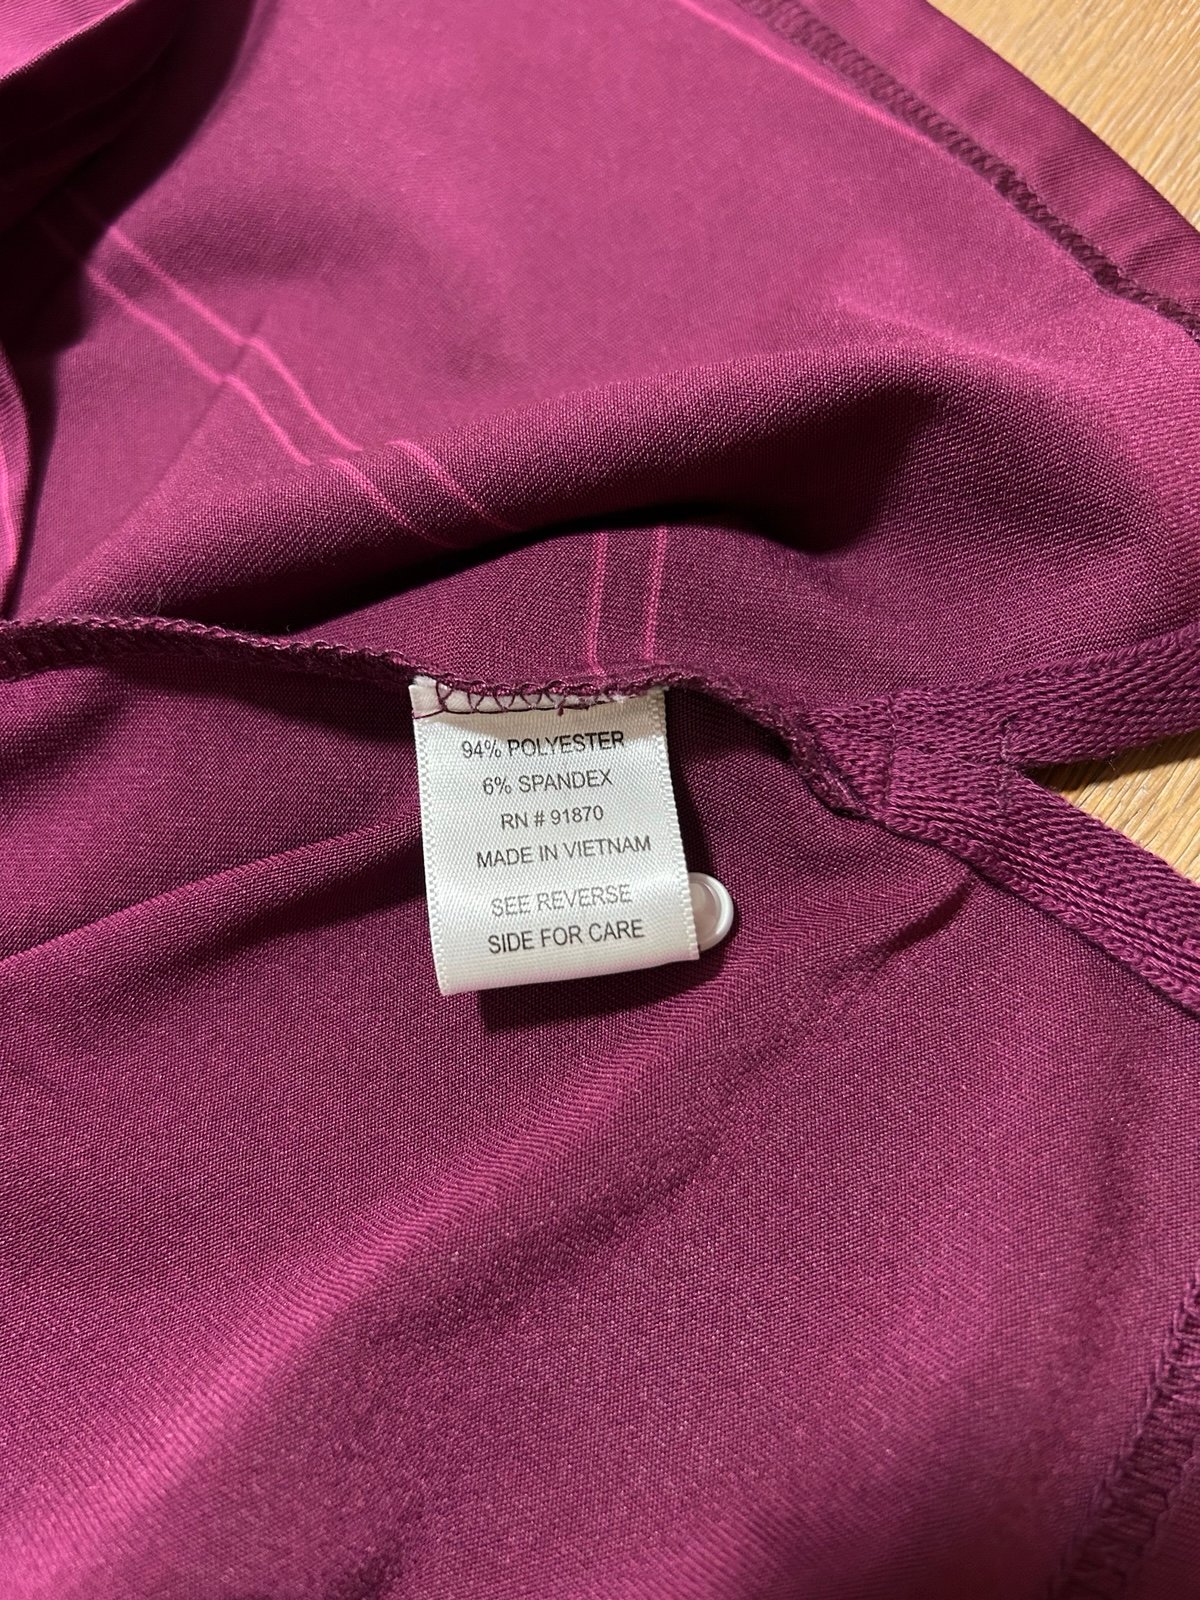 94% POLYESTER
6% SPANDEX
RN # 91870
MADE IN VIETNAM
SEE REVERSE
SIDE FOR CARE